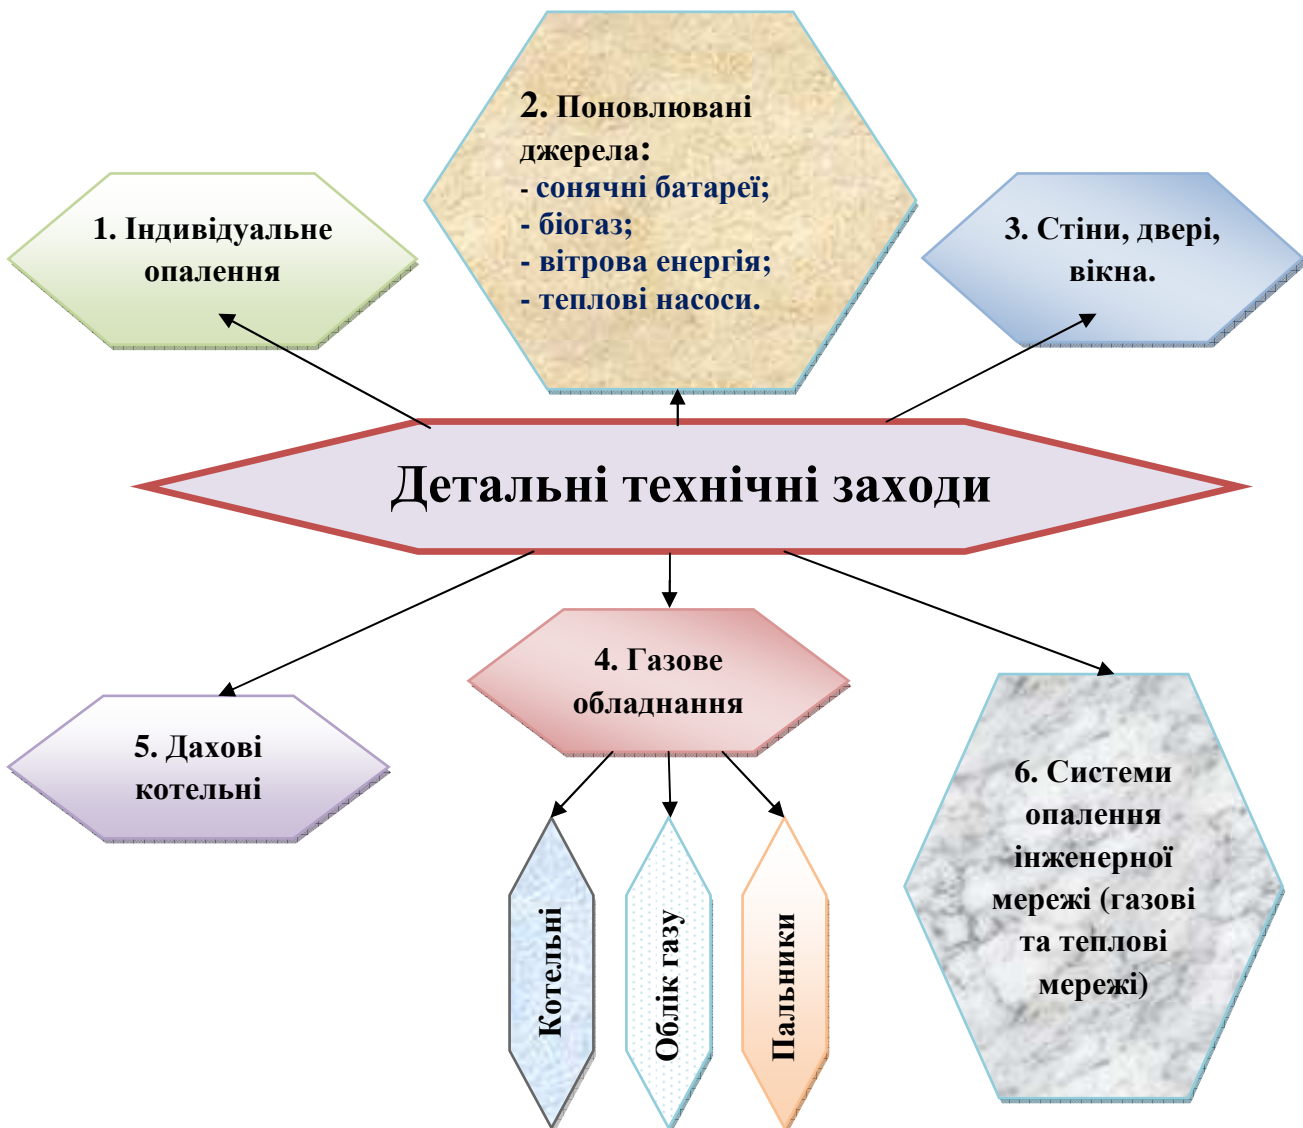 1. Індивідуальне
опалення
2. Поновлювані
джерела:
- сонячні батареї;
- біогаз;
- вітрова енергія;
- теплові насоси.
3. Стіни, двері,
вікна.
Детальні технічні заходи
4. Газове
обладнання
5. Дахові
котельні
6. Системи
опалення
інженерної
мережі (газові
та теплові
мережі)
Котельні
Облік газу
Пальники